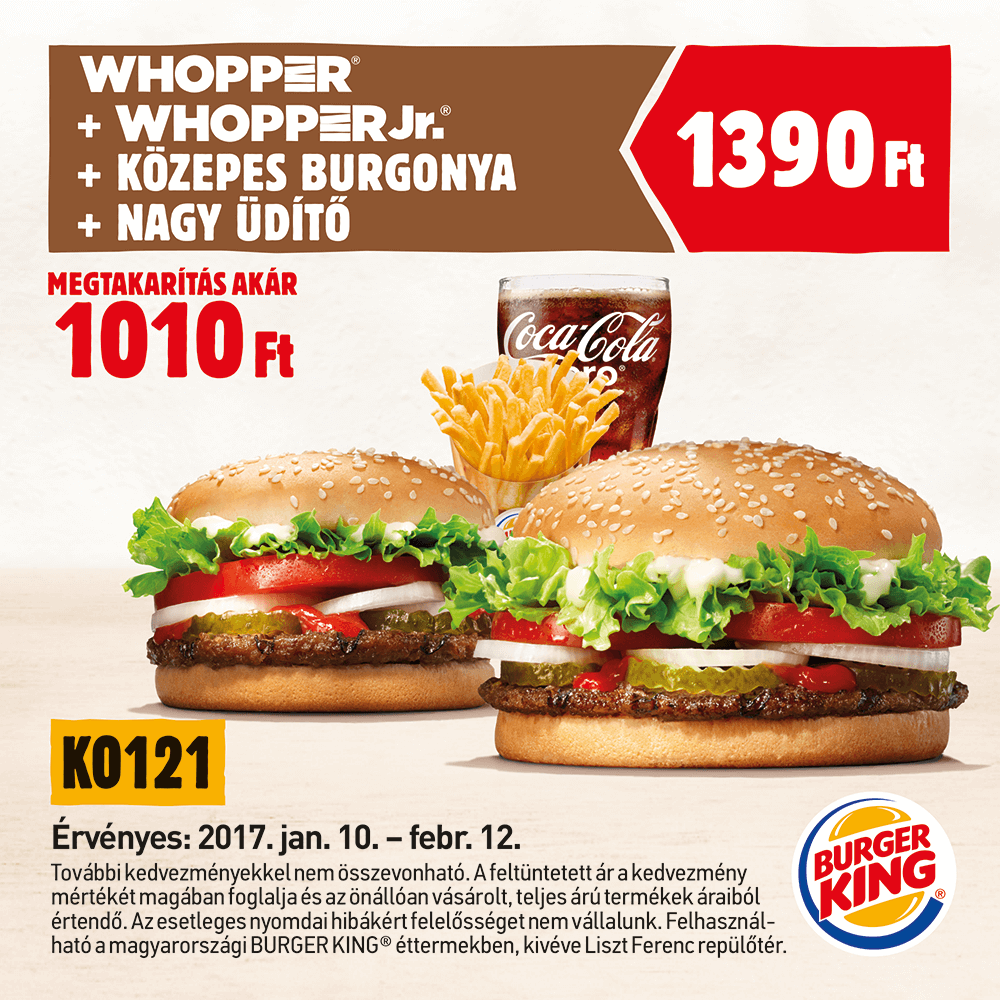 WHOPPER®
+ WHOPPER Jr.®
+ KÖZEPES BURGONYA
+ NAGY ÜDÍTŐ
1390 Ft
MEGTAKARÍTÁS AKÁR
1010 Ft
Coca-Cola
K0121
Érvényes: 2017. jan. 10. – febr. 12.
További kedvezményekkel nem összevonható. A feltüntetett ár a kedvezmény
mértékét magában foglalja és az önállóan vásárolt, teljes árú termékek áraiból
értendő. Az esetleges nyomdai hibákért felelősséget nem vállalunk. Felhasznál-
ható a magyarországi BURGER KING® éttermekben, kivéve Liszt Ferenc repülőtér.
BURGER
KING®